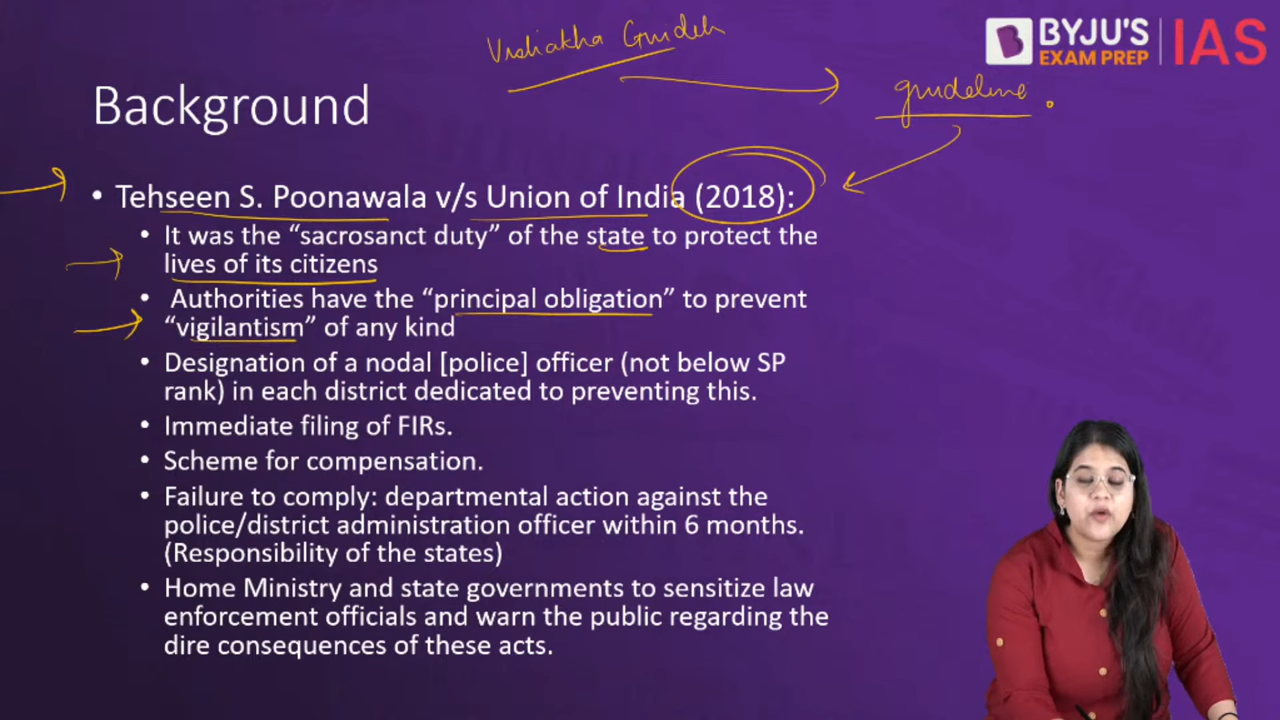 Vishakha Guideli
BYJU'S
EXAM PREP
IAS
guideline.
Background
• Tehseen S. Poonawala v/s Union of India (2018):
• It was the “sacrosanct duty” of the state to protect the
lives of its citizens
• Authorities have the “principal obligation” to prevent
“vigilantism” of any kind
• Designation of a nodal [police] officer (not below SP
rank) in each district dedicated to preventing this.
• Immediate filing of FIRs.
• Scheme for compensation.
• Failure to comply: departmental action against the
police/district administration officer within 6 months.
(Responsibility of the states)
• Home Ministry and state governments to sensitize law
enforcement officials and warn the public regarding the
dire consequences of these acts.